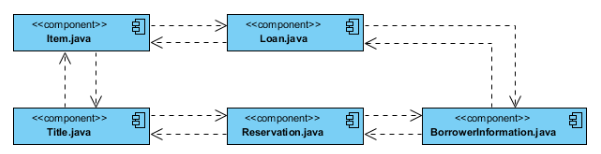 <<component>>
Item.java
<<component>>
Loan.java
<<component>>
Title.java
<<component>>
Reservation.java
<<component>>
BorrowerInformation.java